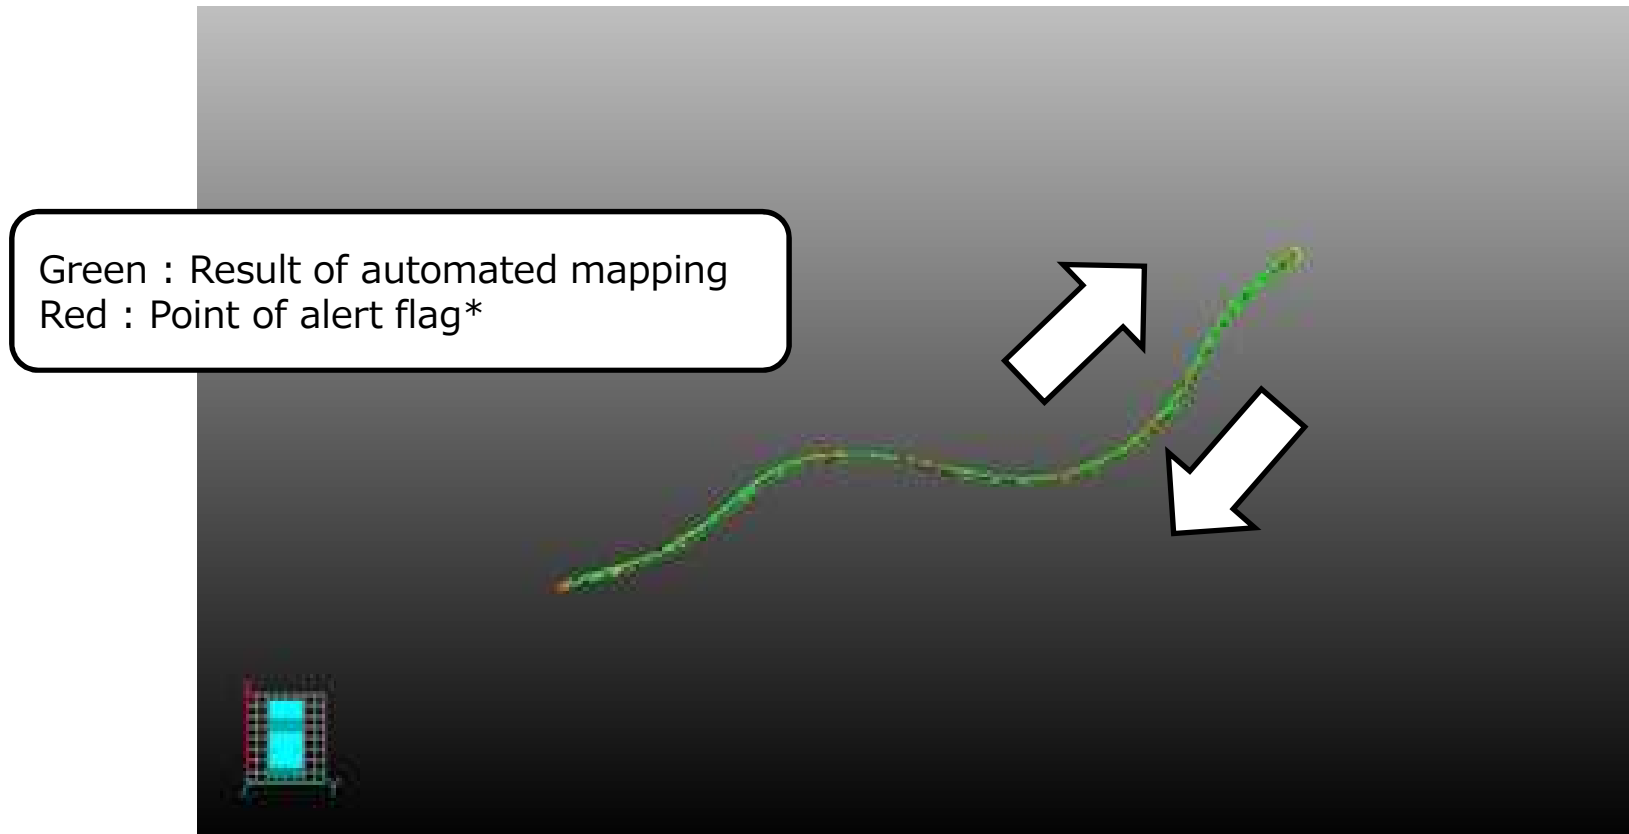 Green : Result of automated mapping
Red : Point of alert flag*